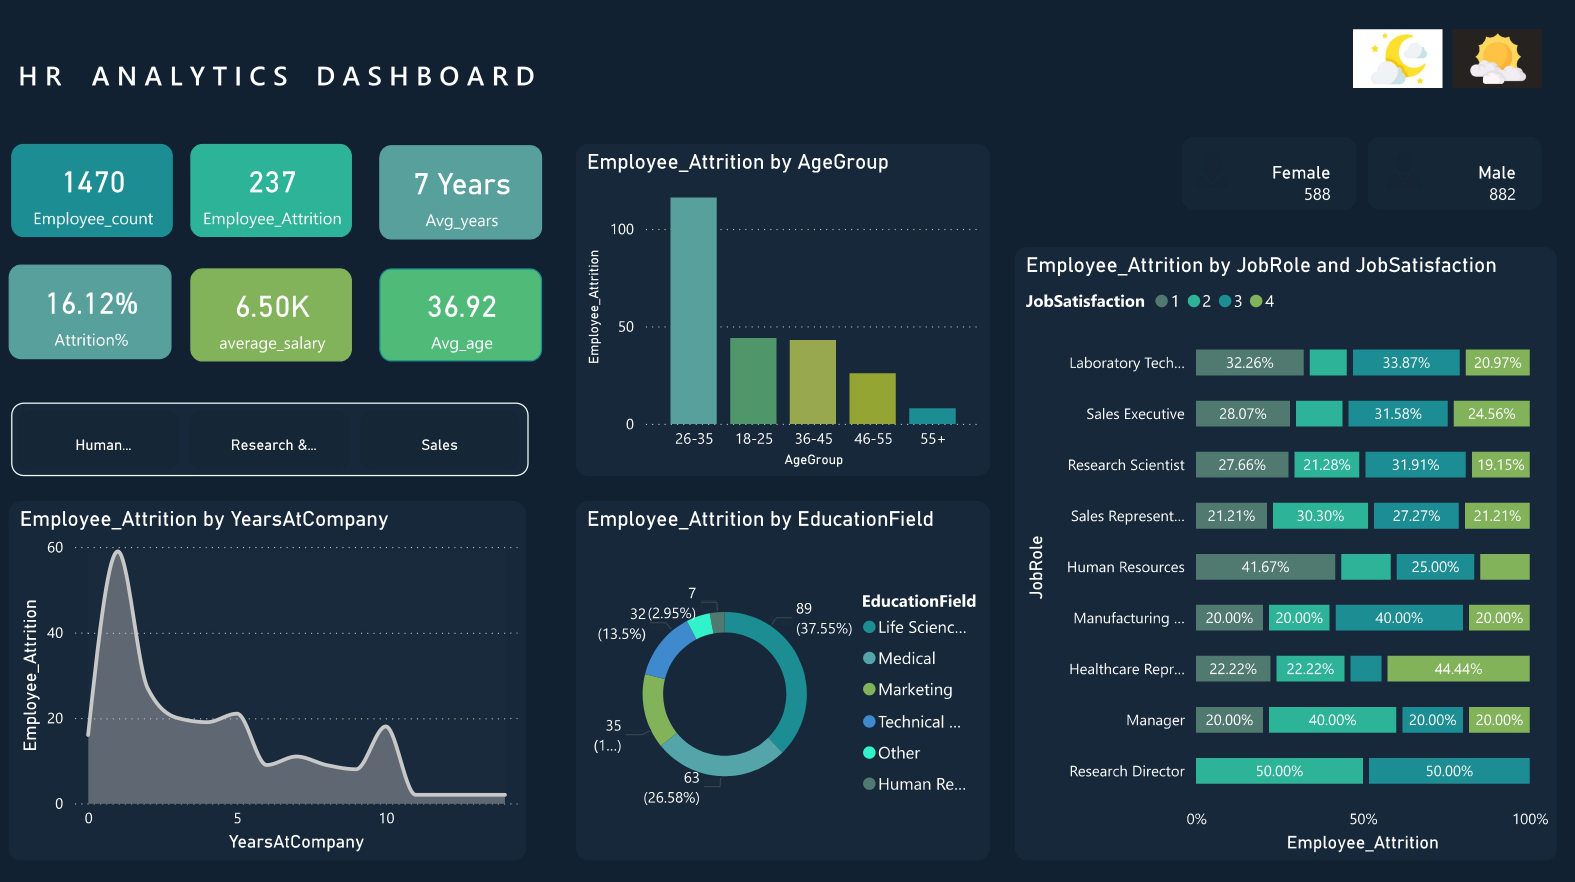 HR ANALYTICS DASHBOARD
1470
Employee_count
237
Employee_Attrition
7 Years
Avg_years
16.12%
Attrition%
6.50K
average_salary
36.92
Avg_age
Human...
Research &...
Sales
Employee_Attrition by AgeGroup
Employee_Attrition
100
50
0
26-35
18-25
36-45
46-55
55+
AgeGroup
Female
588
Male
882
Employee_Attrition by JobRole and JobSatisfaction
JobSatisfaction 1 2 3 4
JobRole
Laboratory Tech... 32.26% 33.87% 20.97%
Sales Executive 28.07% 31.58% 24.56%
Research Scientist 27.66% 21.28% 31.91% 19.15%
Sales Represent... 21.21% 30.30% 27.27% 21.21%
Human Resources 41.67% 25.00%
Manufacturing ... 20.00% 20.00% 40.00% 20.00%
Healthcare Repr... 22.22% 22.22% 44.44%
Manager 20.00% 40.00% 20.00% 20.00%
Research Director 50.00% 50.00%
0% 50% 100%
Employee_Attrition
Employee_Attrition by YearsAtCompany
Employee_Attrition
60
40
20
0
0 5 10
YearsAtCompany
Employee_Attrition by EducationField
7
(2.95%)
32
(13.5%)
35
(1...)
63
(26.58%)
89
(37.55%)
EducationField
Life Scienc...
Medical
Marketing
Technical ...
Other
Human Re...